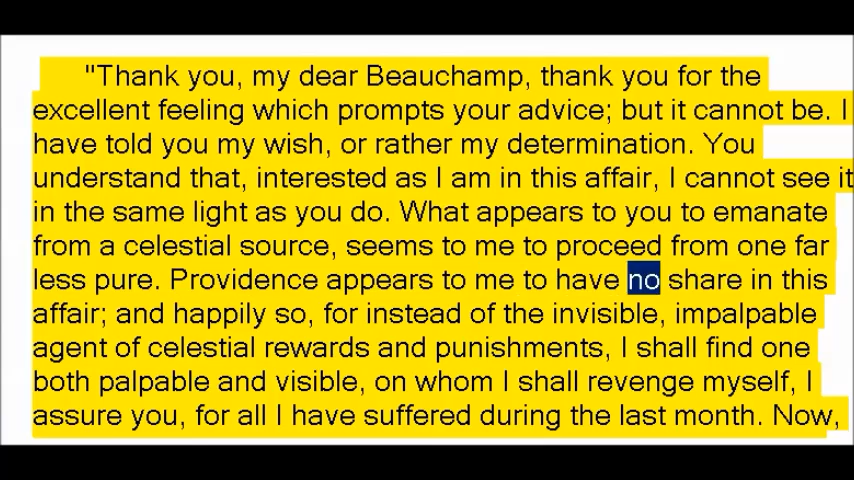 "Thank you, my dear Beauchamp, thank you for the
excellent feeling which prompts your advice; but it cannot be. I
have told you my wish, or rather my determination. You
understand that, interested as I am in this affair, I cannot see it
in the same light as you do. What appears to you to emanate
from a celestial source, seems to me to proceed from one far
less pure. Providence appears to me to have no share in this
affair; and happily so, for instead of the invisible, impalpable
agent of celestial rewards and punishments, I shall find one
both palpable and visible, on whom I shall revenge myself, I
assure you, for all I have suffered during the last month. Now,